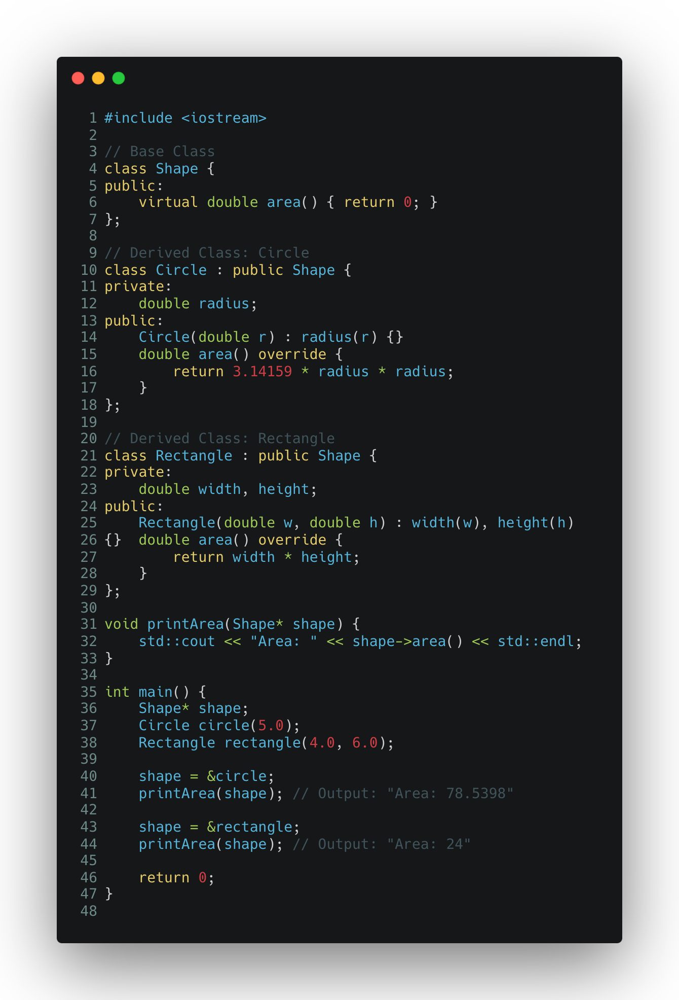 1 #include <iostream>
2
3 // Base Class
4 class Shape {
5 public:
6     virtual double area() { return 0; }
7 };
8
9 // Derived Class: Circle
10 class Circle : public Shape {
11 private:
12     double radius;
13 public:
14     Circle(double r) : radius(r) {}
15     double area() override {
16         return 3.14159 * radius * radius;
17     }
18 };
19
20 // Derived Class: Rectangle
21 class Rectangle : public Shape {
22 private:
23     double width, height;
24 public:
25     Rectangle(double w, double h) : width(w), height(h)
26 {}  double area() override {
27         return width * height;
28     }
29 };
30
31 void printArea(Shape* shape) {
32     std::cout << "Area: " << shape->area() << std::endl;
33 }
34
35 int main() {
36     Shape* shape;
37     Circle circle(5.0);
38     Rectangle rectangle(4.0, 6.0);
39
40     shape = &circle;
41     printArea(shape); // Output: "Area: 78.5398"
42
43     shape = &rectangle;
44     printArea(shape); // Output: "Area: 24"
45
46     return 0;
47 }
48